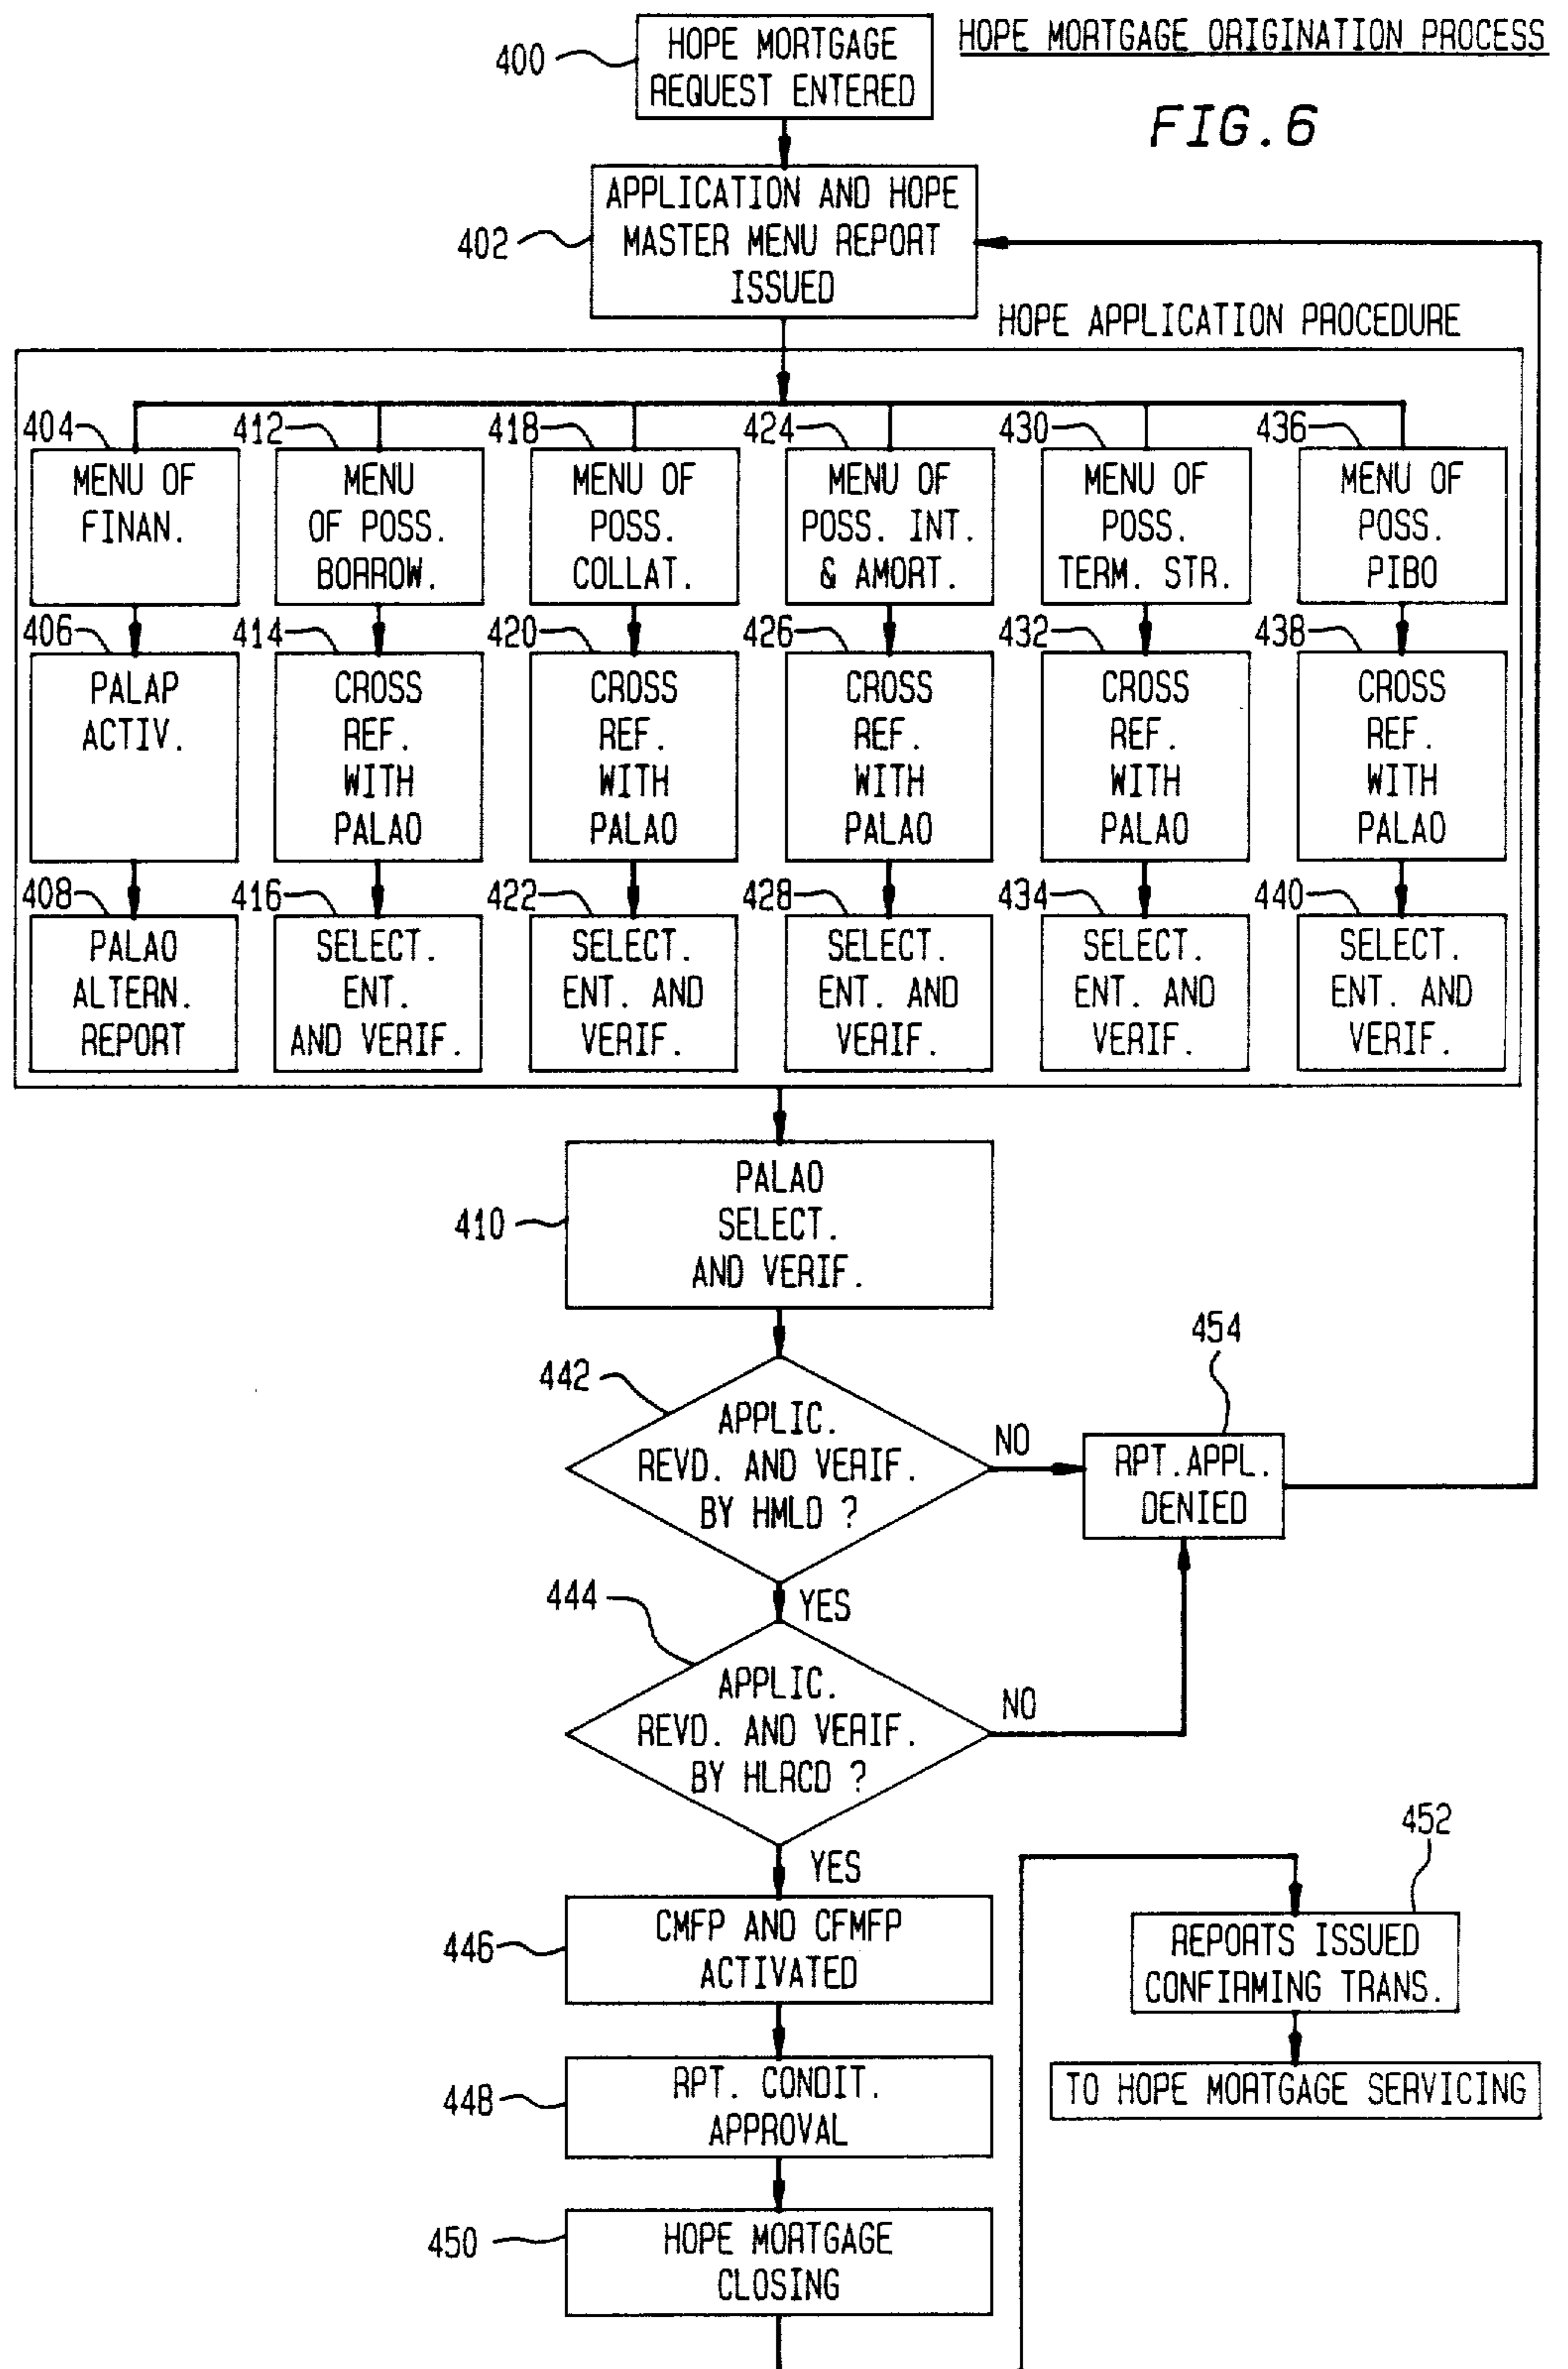 HOPE MORTGAGE ORIGINATION PROCESS
FIG.6
400
HOPE MORTGAGE
REQUEST ENTERED
402
APPLICATION AND HOPE
MASTER MENU REPORT
ISSUED
HOPE APPLICATION PROCEDURE
404
MENU OF
FINAN.
412
MENU
OF POSS.
BORROW.
418
MENU OF
POSS.
COLLAT.
424
MENU OF
POSS. INT.
& AMORT.
430
MENU OF
POSS.
TERM. STR.
436
MENU OF
POSS.
PIBO
406
PALAP
ACTIV.
414
CROSS
REF.
WITH
PALAO
420
CROSS
REF.
WITH
PALAO
426
CROSS
REF.
WITH
PALAO
432
CROSS
REF.
WITH
PALAO
438
CROSS
REF.
WITH
PALAO
408
PALAO
ALTERN.
REPORT
416
SELECT.
ENT.
AND VERIF.
422
SELECT.
ENT. AND
VERIF.
428
SELECT.
ENT. AND
VERIF.
434
SELECT.
ENT. AND
VERIF.
440
SELECT.
ENT. AND
VERIF.
410
PALAO
SELECT.
AND VERIF.
442
APPLIC.
REVD. AND VERIF.
BY HMLD ?
NO
454
RPT.APPL.
DENIED
YES
444
APPLIC.
REVD. AND VERIF.
BY HLRCD ?
NO
YES
446
CMFP AND CFMFP
ACTIVATED
448
RPT. CONDIT.
APPROVAL
450
HOPE MORTGAGE
CLOSING
452
REPORTS ISSUED
CONFIRMING TRANS.
TO HOPE MORTGAGE SERVICING